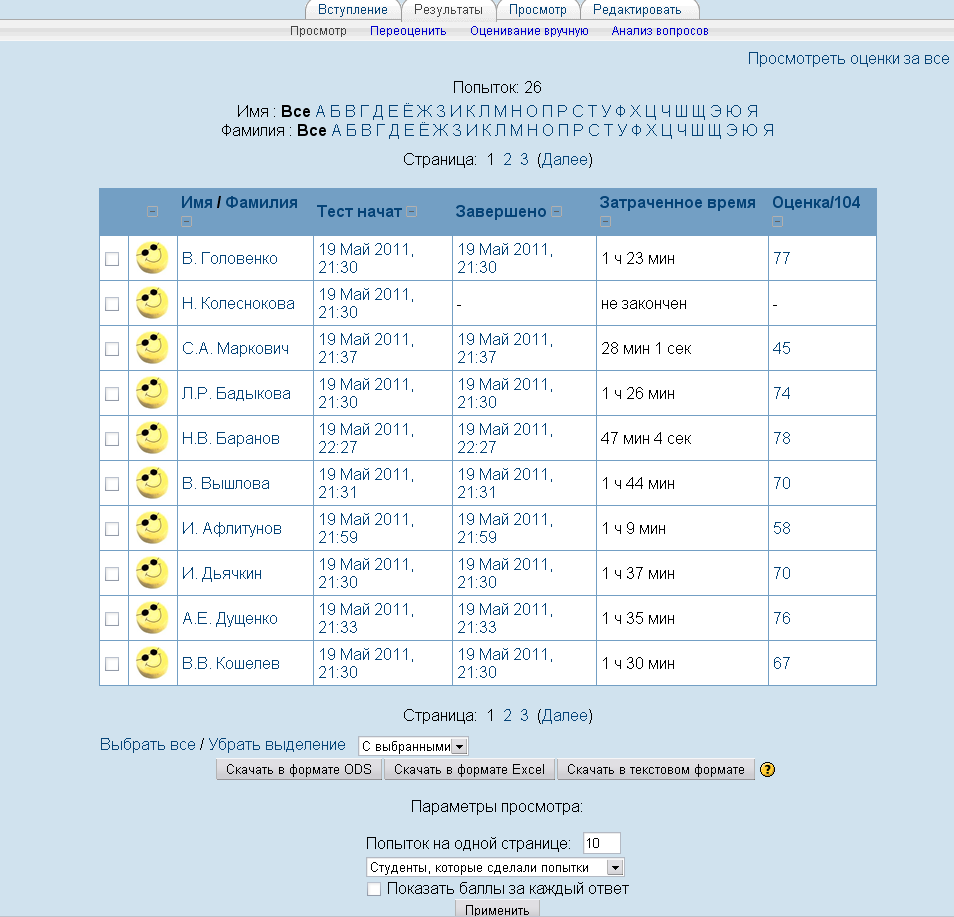 Вступление Результаты Просмотр Редактировать
Просмотр Переоценить Оценивание вручную Анализ вопросов
Просмотреть оценки за все
Попыток: 26
Имя : Все А Б В Г Д Е Ё Ж З И К Л М Н О П Р С Т У Ф Х Ц Ч Ш Щ Э Ю Я
Фамилия : Все А Б В Г Д Е Ё Ж З И К Л М Н О П Р С Т У Ф Х Ц Ч Ш Щ Э Ю Я
Страница: 1 2 3 (Далее)
Имя / Фамилия Тест начат Завершено Затраченное время Оценка/104
В. Головенко 19 Май 2011, 19 Май 2011, 1 ч 23 мин 77
21:30 21:30
Н. Колеснокова 19 Май 2011, - не закончен -
21:30
С.А. Маркович 19 Май 2011, 19 Май 2011, 28 мин 1 сек 45
21:37 21:37
Л.Р. Бадыкова 19 Май 2011, 19 Май 2011, 1 ч 26 мин 74
21:30 21:30
Н.В. Баранов 19 Май 2011, 19 Май 2011, 47 мин 4 сек 78
22:27 22:27
В. Вышлова 19 Май 2011, 19 Май 2011, 1 ч 44 мин 70
21:31 21:31
И. Афлитунов 19 Май 2011, 19 Май 2011, 1 ч 9 мин 58
21:59 21:59
И. Дьячкин 19 Май 2011, 19 Май 2011, 1 ч 37 мин 70
21:30 21:30
А.Е. Дущенко 19 Май 2011, 19 Май 2011, 1 ч 35 мин 76
21:33 21:33
В.В. Кошелев 19 Май 2011, 19 Май 2011, 1 ч 30 мин 67
21:30 21:30
Страница: 1 2 3 (Далее)
Выбрать все / Убрать выделение С выбранными
Скачать в формате ODS Скачать в формате Excel Скачать в текстовом формате ?
Параметры просмотра:
Попыток на одной странице: 10
Студенты, которые сделали попытки
Показать баллы за каждый ответ
Применить